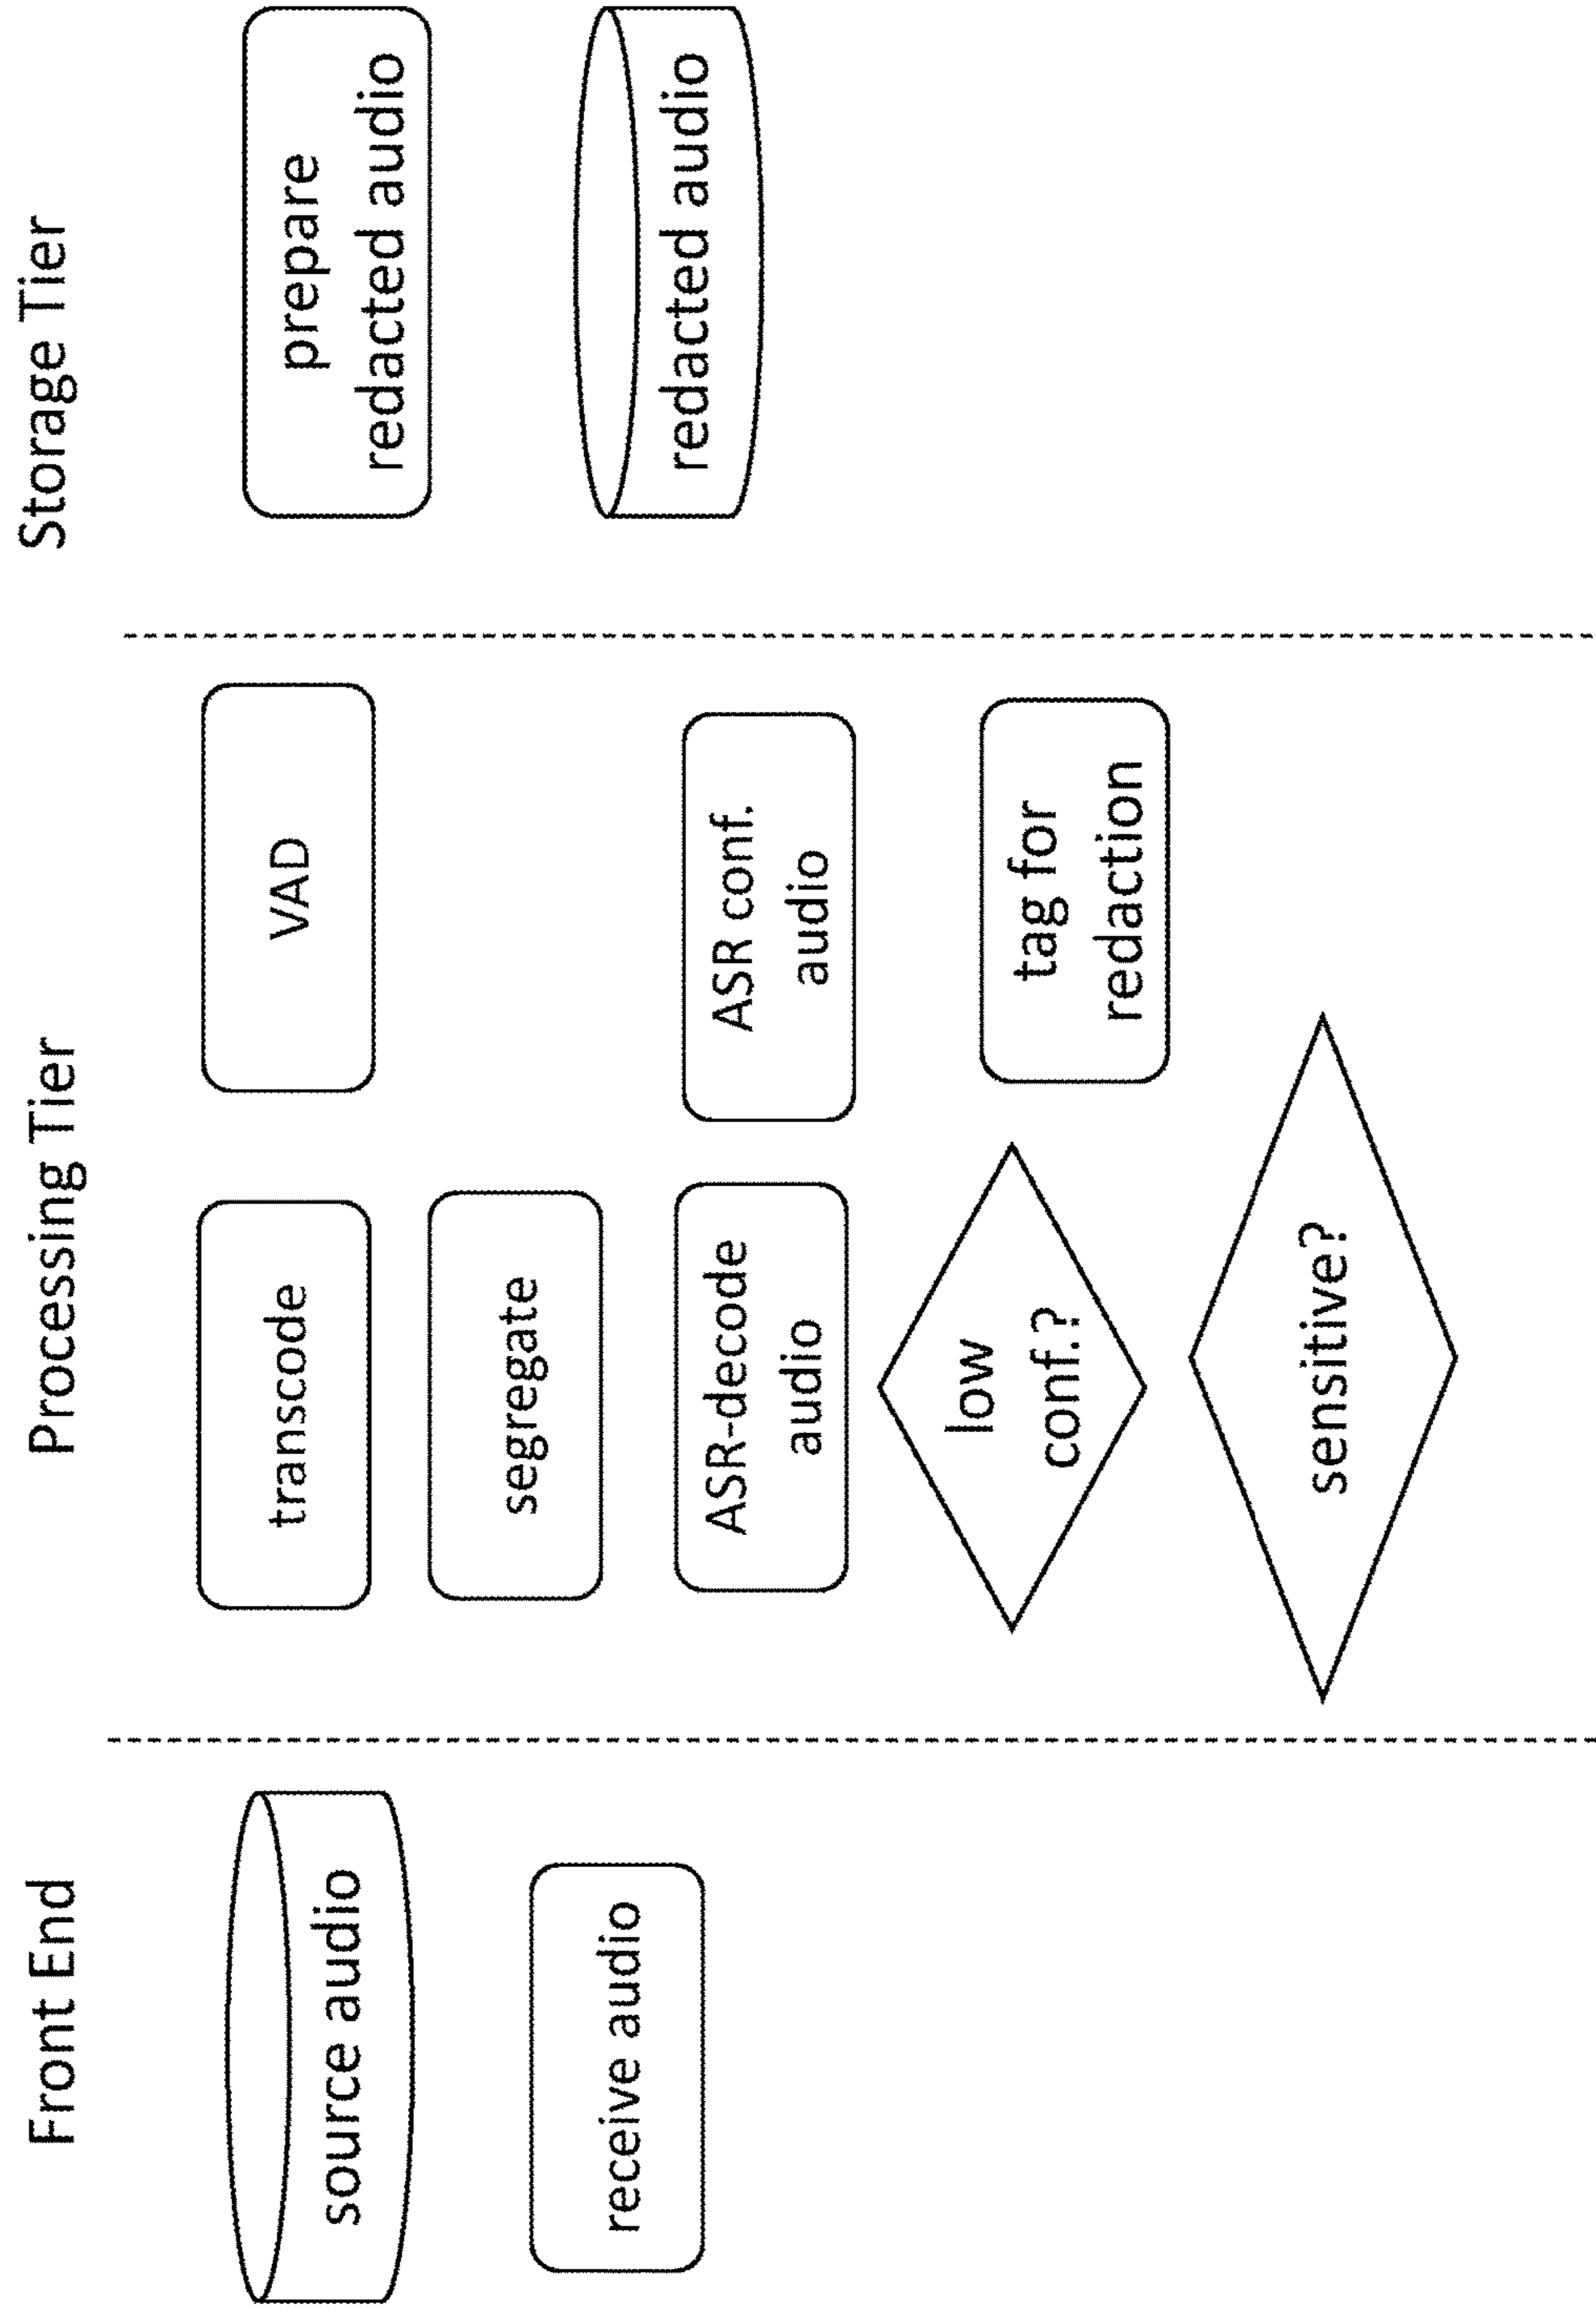 Front End
Processing Tier
Storage Tier
source audio
receive audio
transcode
VAD
segregate
ASR-decode
audio
ASR conf.
audio
low
conf.?
tag for
redaction
sensitive?
prepare
redacted audio
redacted audio